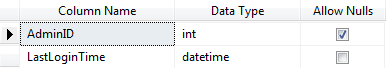 Column Name Data Type Allow Nulls
AdminID int
LastLoginTime datetime